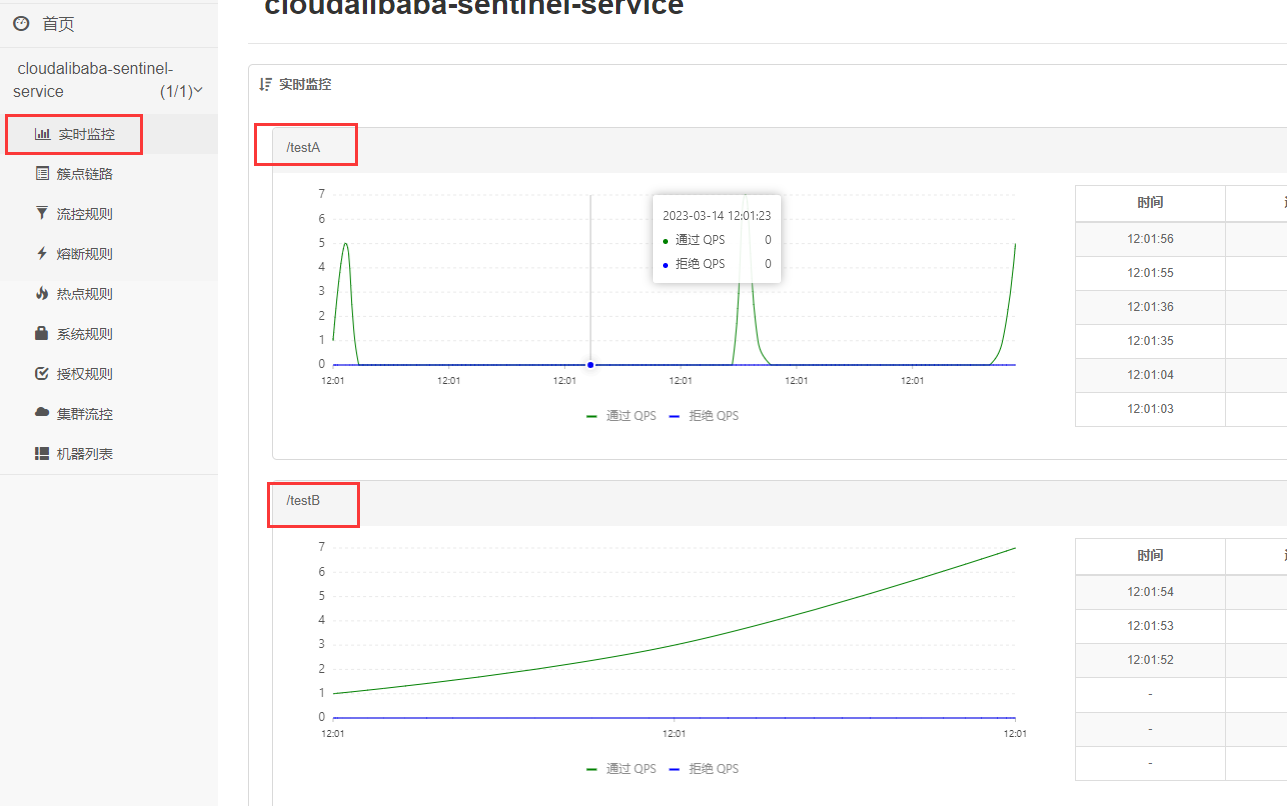 cloudalibaba-sentinel-service
首页
cloudalibaba-sentinel-
service (1/1)
实时监控
簇点链路
流控规则
熔断规则
热点规则
系统规则
授权规则
集群流控
机器列表
实时监控
/testA
7
6
5
4
3
2
1
0
12:01 12:01 12:01 12:01 12:01 12:01
2023-03-14 12:01:23
通过 QPS 0
拒绝 QPS 0
通过 QPS 拒绝 QPS
时间
12:01:56
12:01:55
12:01:36
12:01:35
12:01:04
12:01:03
/testB
7
6
5
4
3
2
1
0
12:01 12:01 12:01
通过 QPS 拒绝 QPS
时间
12:01:54
12:01:53
12:01:52
-
-
-